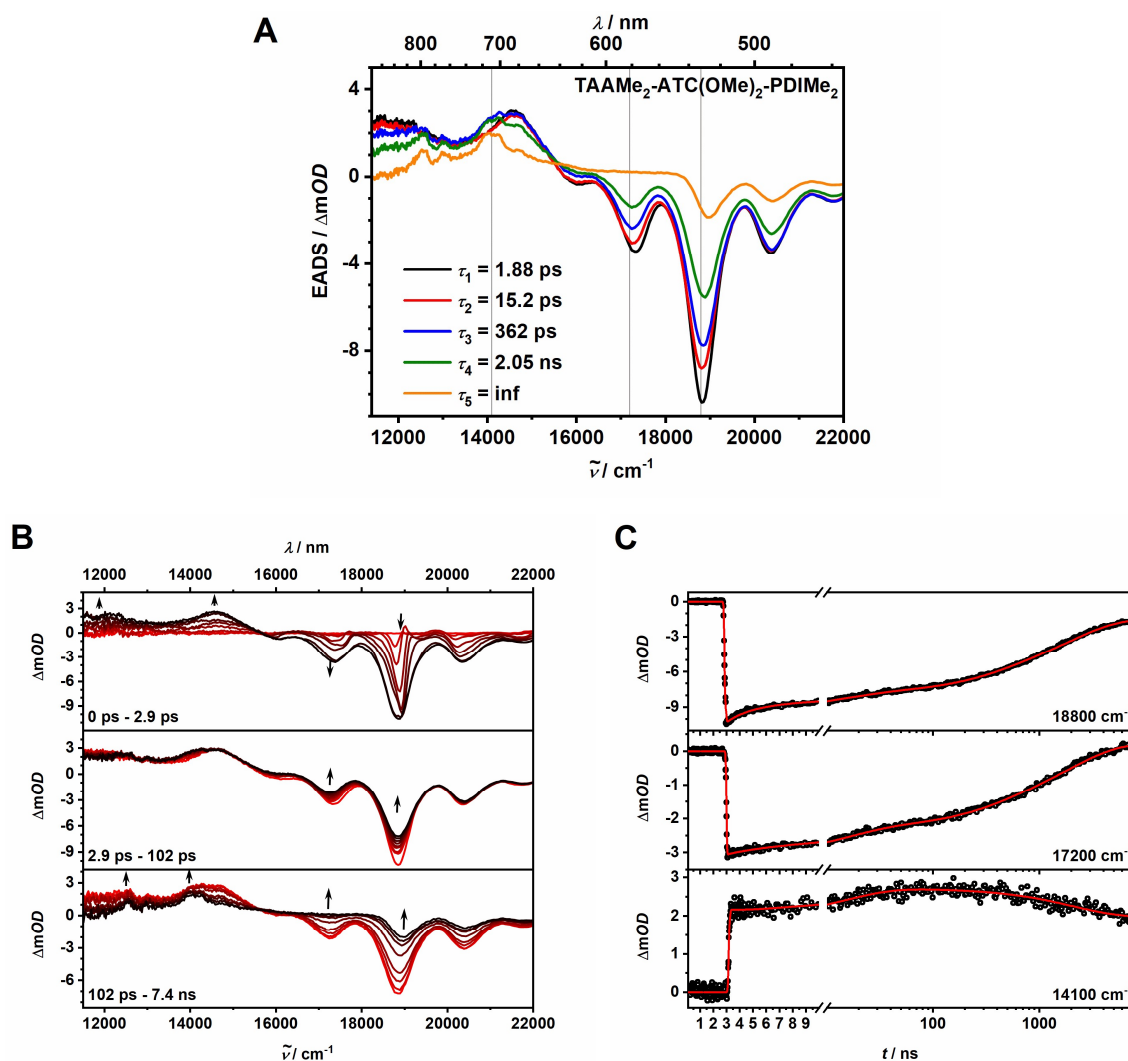 A
λ / nm
800 700 600 500
TAAMe2-ATC(OMe)2-PDIMe2
4
0
-4
-8
EADS / ΔmOD
τ1 = 1.88 ps
τ2 = 15.2 ps
τ3 = 362 ps
τ4 = 2.05 ns
τ5 = inf
12000 14000 16000 18000 20000 22000
ṽ / cm-1
B
λ / nm
12000 14000 16000 18000 20000 22000
3
0
-3
-6
-9
ΔmOD
0 ps - 2.9 ps
3
0
-3
-6
-9
ΔmOD
2.9 ps - 102 ps
3
0
-3
-6
ΔmOD
102 ps - 7.4 ns
12000 14000 16000 18000 20000 22000
ṽ / cm-1
C
0
-3
-6
-9
ΔmOD
18800 cm-1
0
-1
-2
-3
ΔmOD
17200 cm-1
3
2
1
0
ΔmOD
14100 cm-1
1 2 3 4 5 6 7 8 9 100 1000
t / ns